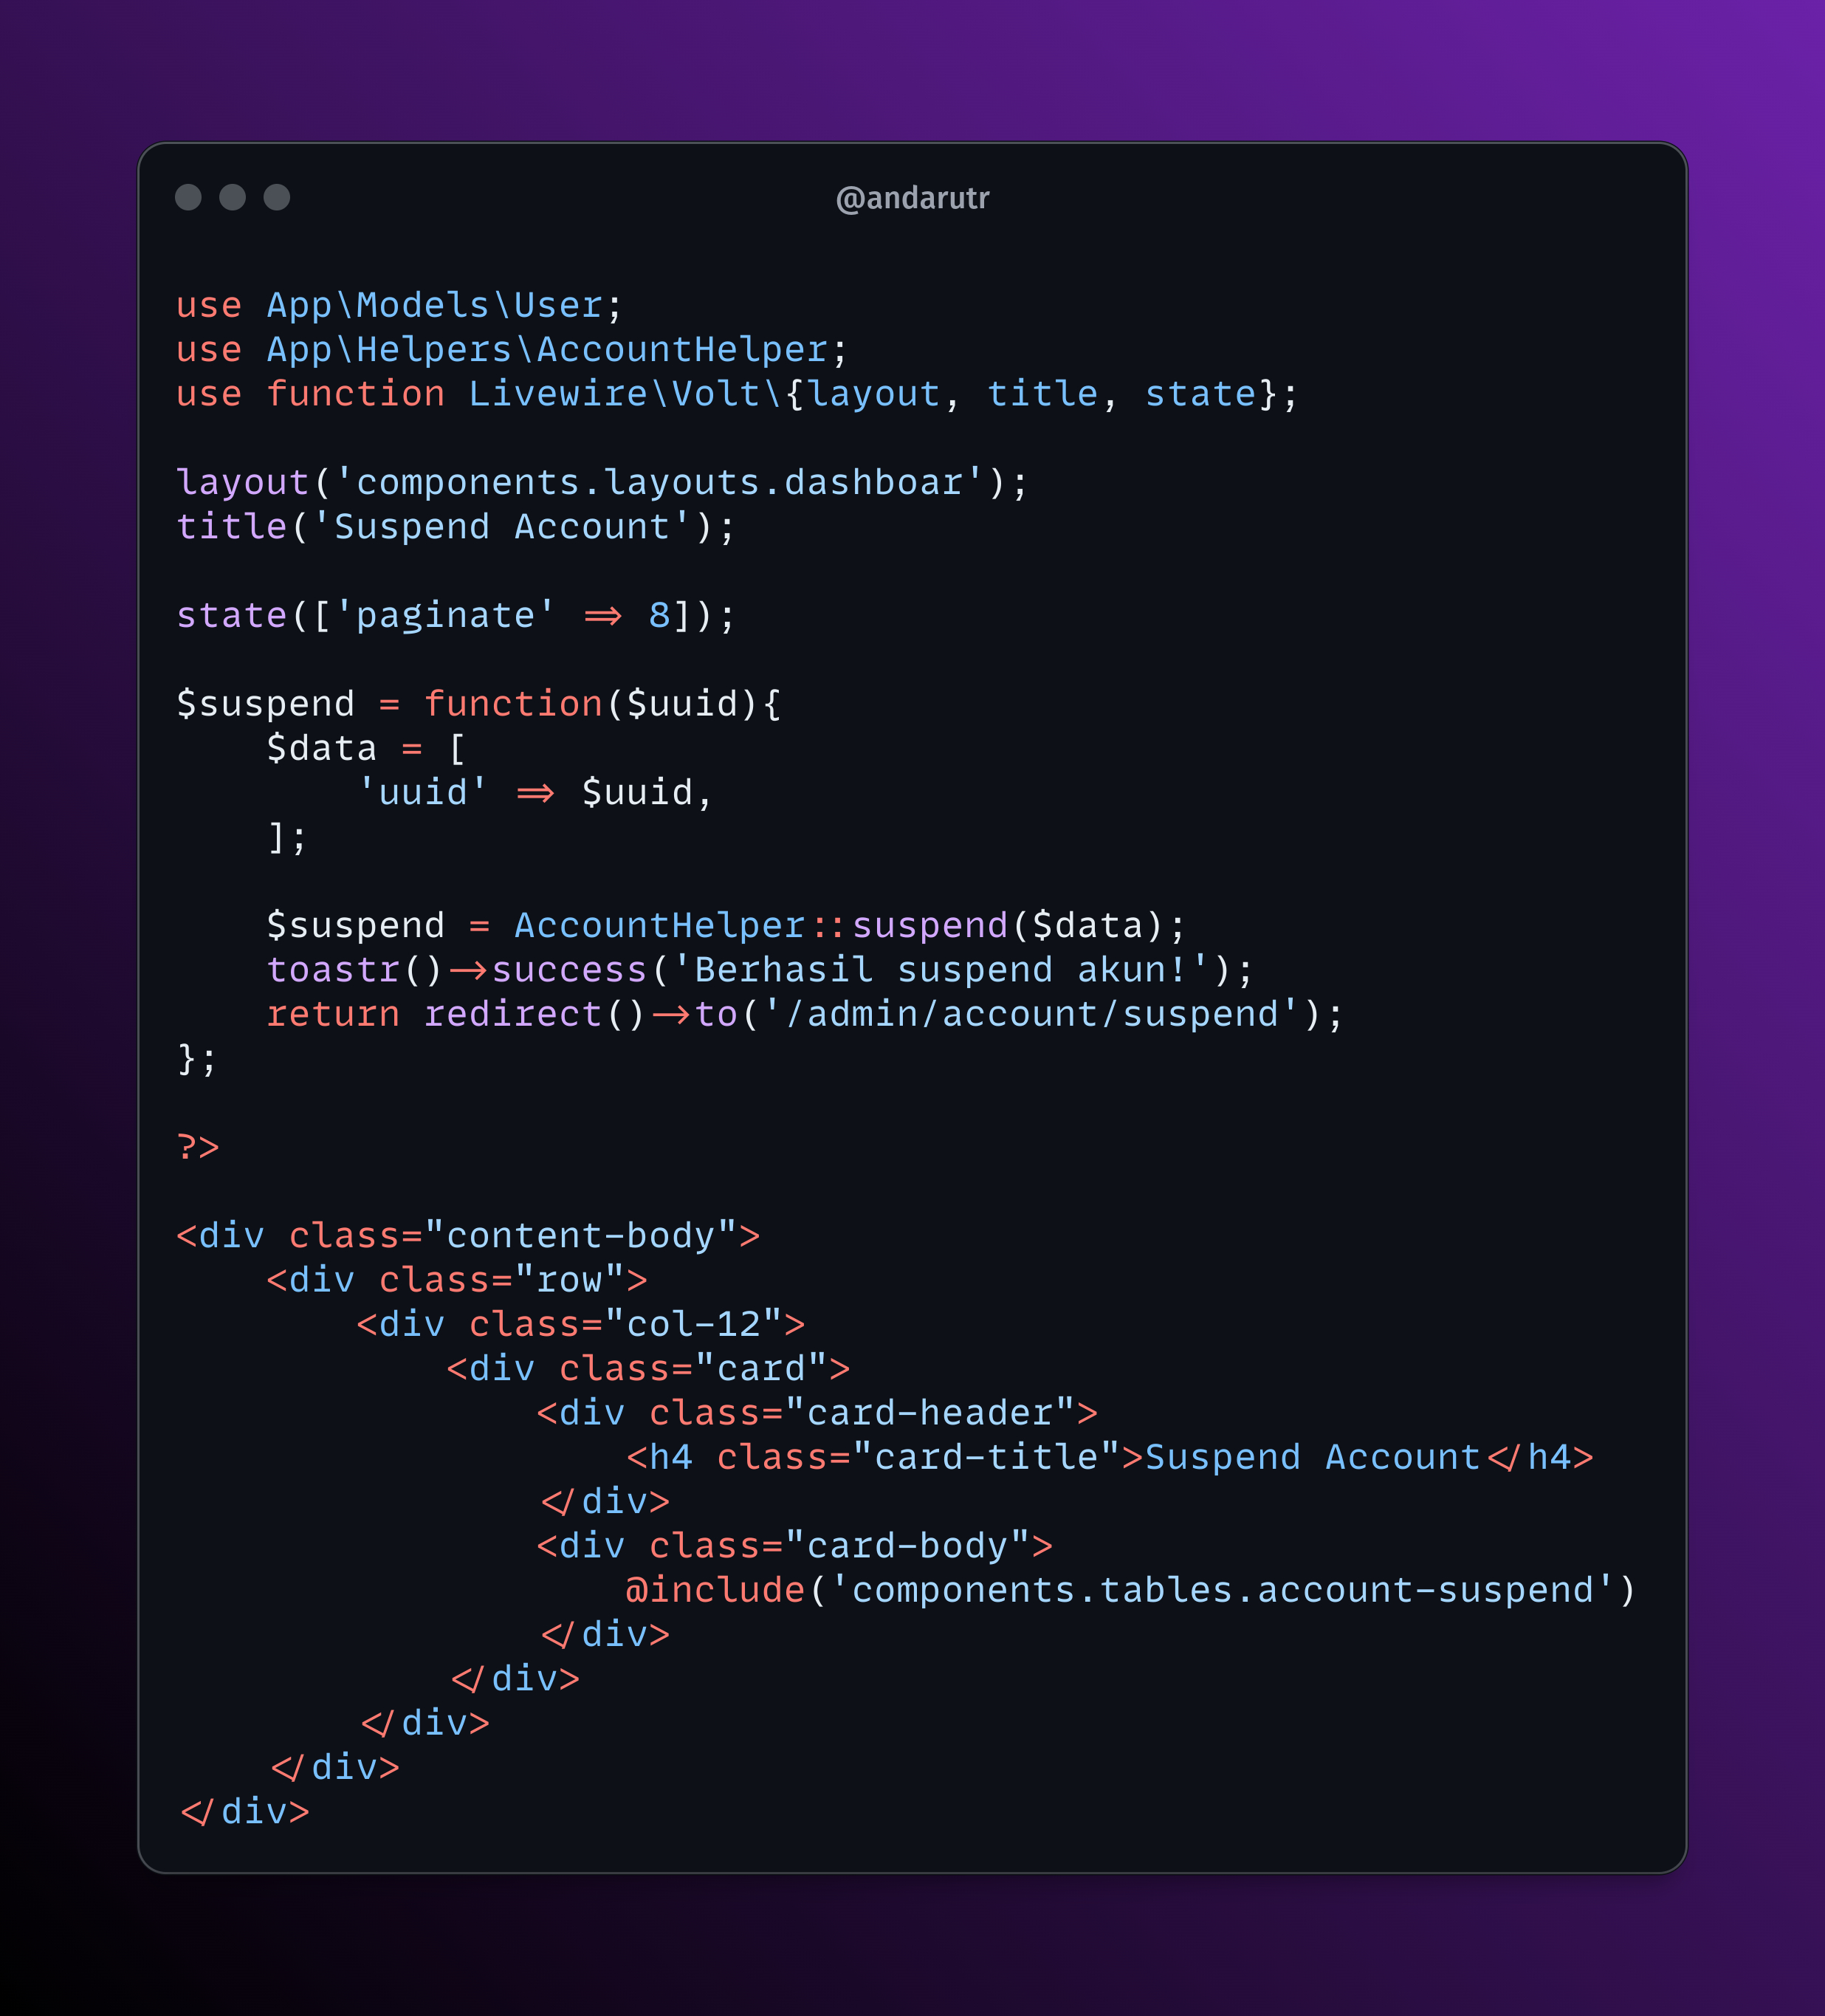 @andarutr
use App\Models\User;
use App\Helpers\AccountHelper;
use function Livewire\Volt\{layout, title, state};
layout('components.layouts.dashboar');
title('Suspend Account');
state(['paginate' => 8]);
$suspend = function($uuid){
    $data = [
        'uuid' => $uuid,
    ];
    $suspend = AccountHelper::suspend($data);
    toastr()->success('Berhasil suspend akun!');
    return redirect()->to('/admin/account/suspend');
};
?>
<div class="content-body">
    <div class="row">
        <div class="col-12">
            <div class="card">
                <div class="card-header">
                    <h4 class="card-title">Suspend Account</h4>
                </div>
                <div class="card-body">
                    @include('components.tables.account-suspend')
                </div>
            </div>
        </div>
    </div>
</div>